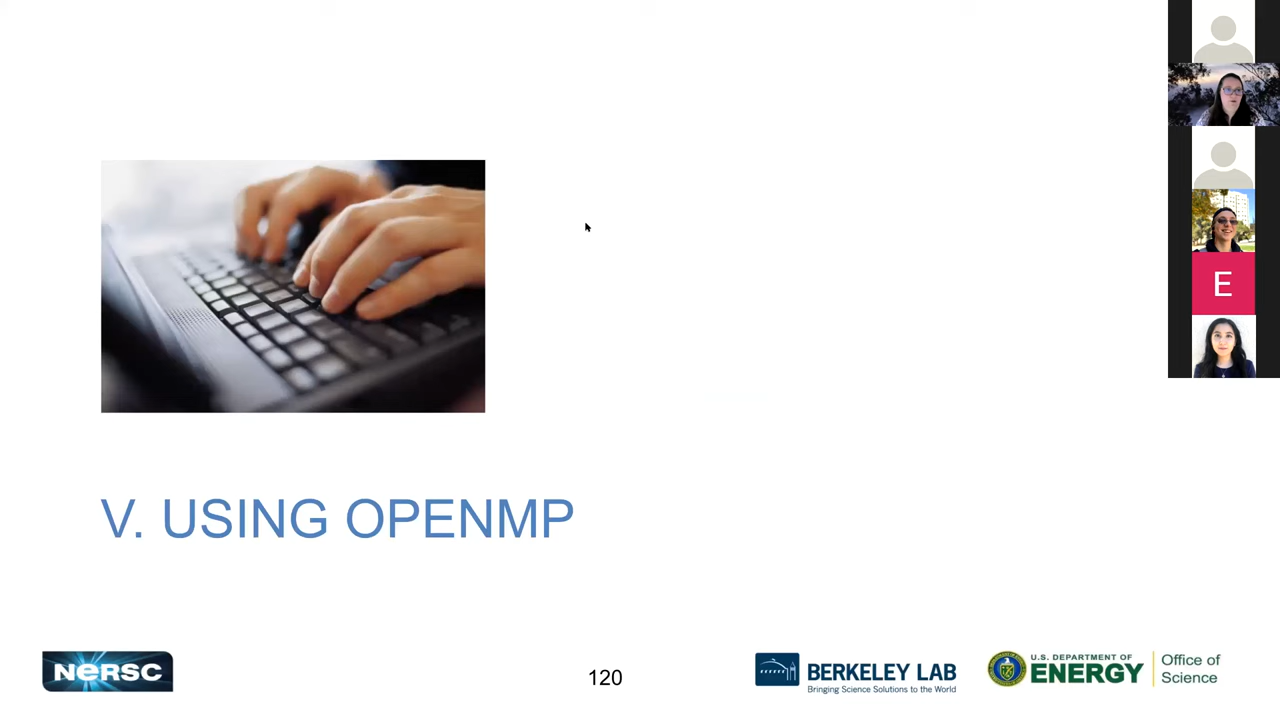 E
V. USING OPENMP
NERSC
120
BERKELEY LAB
Bringing Science Solutions to the World
U.S. DEPARTMENT OF
ENERGY
Office of
Science